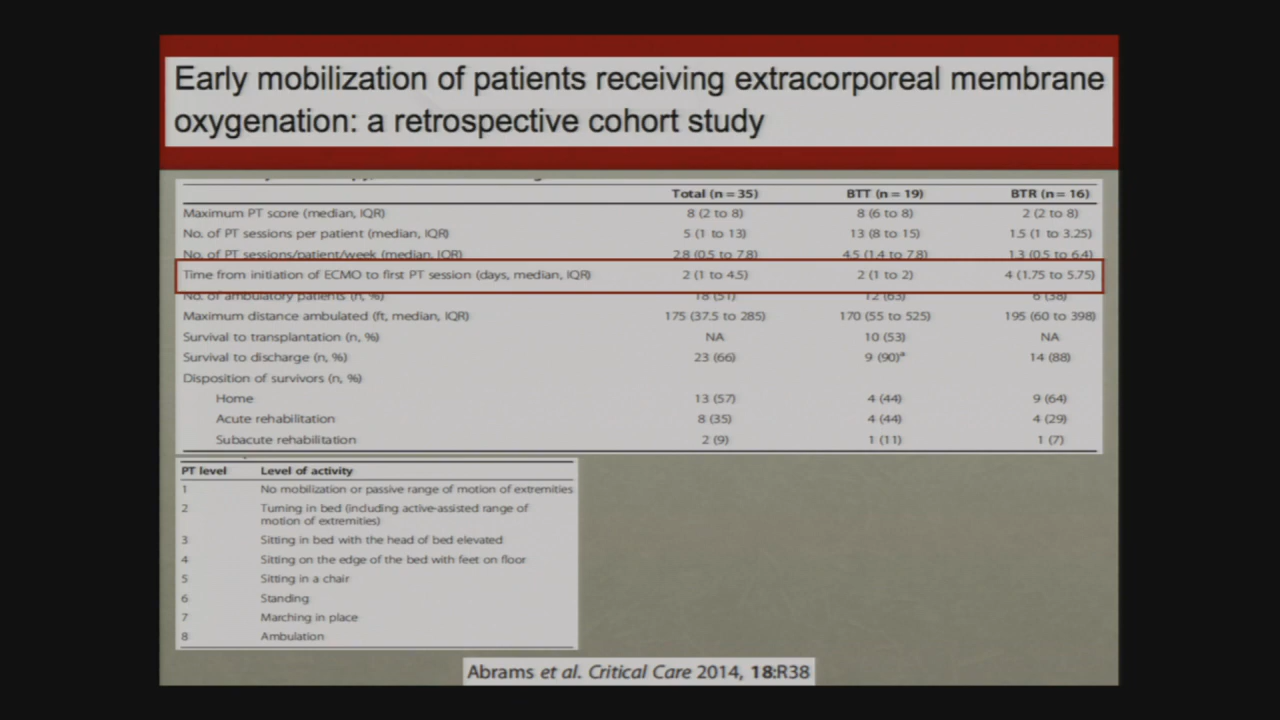 Early mobilization of patients receiving extracorporeal membrane
oxygenation: a retrospective cohort study
Total (n = 35) BTT (n = 19) BTR (n = 16)
Maximum PT score (median, IQR) 8 (2 to 8) 8 (6 to 8) 2 (2 to 8)
No. of PT sessions per patient (median, IQR) 5 (1 to 13) 13 (8 to 15) 1.5 (1 to 3.25)
No. of PT sessions/patient/week (median, IQR) 2.8 (0.5 to 7.8) 4.5 (1.4 to 7.8) 1.3 (0.5 to 6.4)
Time from initiation of ECMO to first PT session (days, median, IQR) 2 (1 to 4.5) 2 (1 to 2) 4 (1.75 to 5.75)
No. of ambulatory patients (n, %) 18 (51) 12 (63) 6 (38)
Maximum distance ambulated (ft, median, IQR) 175 (37.5 to 285) 170 (55 to 525) 195 (60 to 398)
Survival to transplantation (n, %) NA 10 (53) NA
Survival to discharge (n, %) 23 (66) 9 (90)ª 14 (88)
Disposition of survivors (n, %)
Home 13 (57) 4 (44) 9 (64)
Acute rehabilitation 8 (35) 4 (44) 4 (29)
Subacute rehabilitation 2 (9) 1 (11) 1 (7)
PT level Level of activity
1 No mobilization or passive range of motion of extremities
2 Turning in bed (including active-assisted range of
motion of extremities)
3 Sitting in bed with the head of bed elevated
4 Sitting on the edge of the bed with feet on floor
5 Sitting in a chair
6 Standing
7 Marching in place
8 Ambulation
Abrams et al. Critical Care 2014, 18:R38